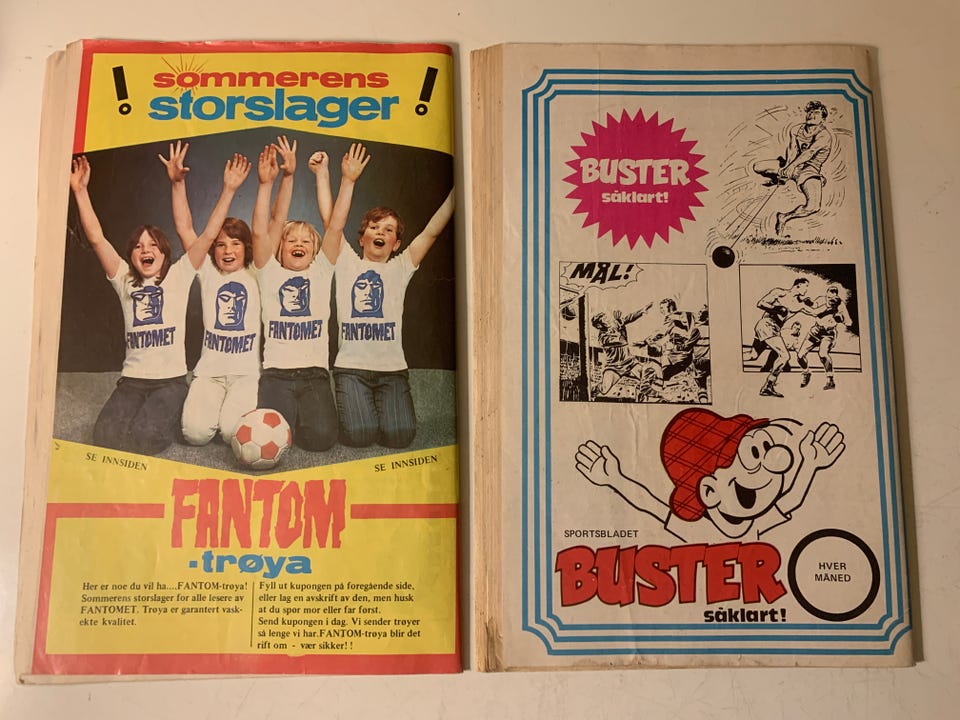 ! sommerens !
storslager
FANTOMET
FANTOMET
FANTOMET
FANTOMET
SE INNSIDEN
SE INNSIDEN
FANTOM
-trøya
Her er noe du vil ha....FANTOM-trøya!
Sommerens storslager for alle lesere av
FANTOMET. Trøya er garantert vask-
ekte kvalitet.
Fyll ut kupongen på foregående side,
eller lag en avskrift av den, men husk
at du spør mor eller far først.
Send kupongen i dag. Vi sender trøyer
så lenge vi har.FANTOM-trøya blir det
rift om - vær sikker!!
BUSTER
såklart!
MÅL!
SPORTSBLADET
BUSTER
såklart!
HVER
MÅNED